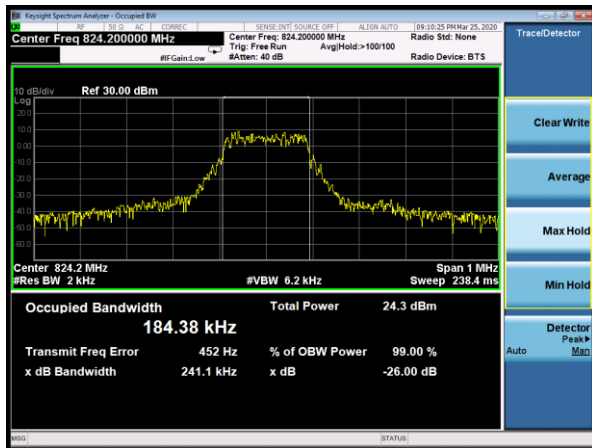 Keysight Spectrum Analyzer - Occupied BW
RF 50 Ω AC CORREC SENSE:INT SOURCE OFF ALIGN AUTO 09:10:25 PM Mar 25, 2020
Center Freq 824.200000 MHz
Center Freq: 824.200000 MHz
Radio Std: None
Trig: Free Run Avg|Hold:>100/100
#IFGain:Low
#Atten: 40 dB
Radio Device: BTS
10 dB/div Ref 30.00 dBm
Log
20.0
10.0
0.00
-10.0
-20.0
-30.0
-40.0
-50.0
-60.0
Center 824.2 MHz
Span 1 MHz
#Res BW 2 kHz
#VBW 6.2 kHz
Sweep 238.4 ms
Occupied Bandwidth
184.38 kHz
Total Power 24.3 dBm
Transmit Freq Error 452 Hz
% of OBW Power 99.00 %
x dB Bandwidth 241.1 kHz
x dB -26.00 dB
MSG
STATUS
Trace/Detector
Clear Write
Average
Max Hold
Min Hold
Detector
Peak▶
Auto Man